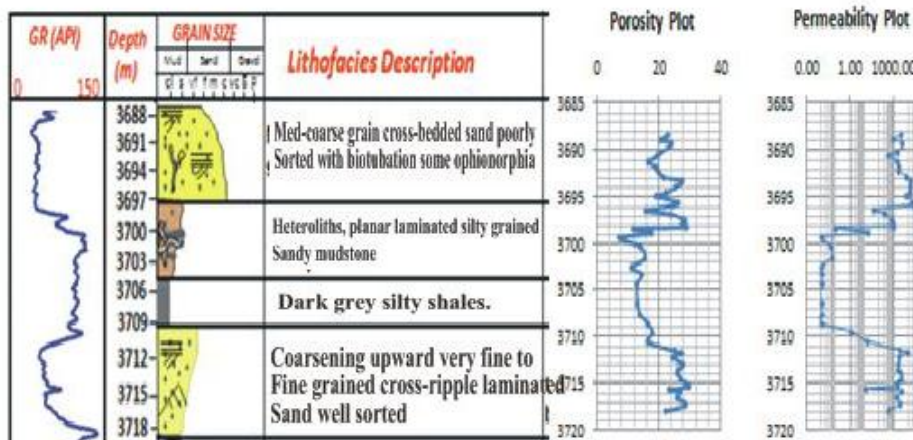 GR (API)
0 150
Depth
(m)
GRAIN SIZE
Mud Sand Gravel
Lithofacies Description
Porosity Plot
0 20 40
Permeability Plot
0.00 1.00 1000.00
3688
3691
3694
3697
3700
3703
3706
3709
3712
3715
3718
Med-coarse grain cross-bedded sand poorly
Sorted with biotubation some ophionorphia
Heteroliths, planar laminated silty grained
Sandy mudstone
Dark grey silty shales.
Coarsening upward very fine to
Fine grained cross-ripple laminated
Sand well sorted
3685
3690
3695
3700
3705
3710
3715
3720
3685
3690
3695
3700
3705
3710
3715
3720